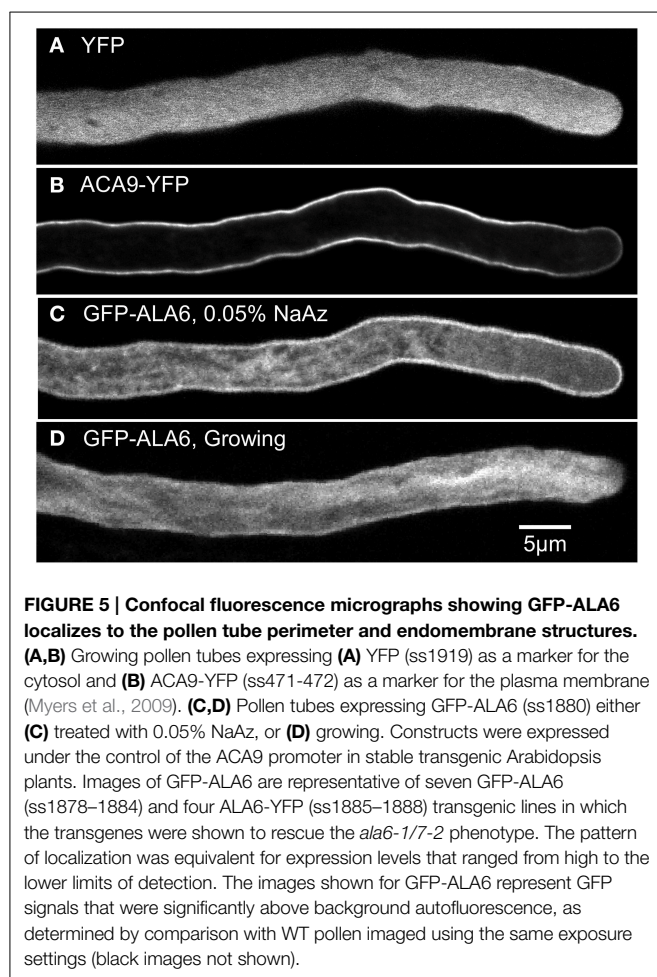 A YFP
B ACA9-YFP
C GFP-ALA6, 0.05% NaAz
D GFP-ALA6, Growing
5µm
FIGURE 5 | Confocal fluorescence micrographs showing GFP-ALA6
localizes to the pollen tube perimeter and endomembrane structures.
(A,B) Growing pollen tubes expressing (A) YFP (ss1919) as a marker for the
cytosol and (B) ACA9-YFP (ss471-472) as a marker for the plasma membrane
(Myers et al., 2009). (C,D) Pollen tubes expressing GFP-ALA6 (ss1880) either
(C) treated with 0.05% NaAz, or (D) growing. Constructs were expressed
under the control of the ACA9 promoter in stable transgenic Arabidopsis
plants. Images of GFP-ALA6 are representative of seven GFP-ALA6
(ss1878–1884) and four ALA6-YFP (ss1885–1888) transgenic lines in which
the transgenes were shown to rescue the ala6-1/7-2 phenotype. The pattern
of localization was equivalent for expression levels that ranged from high to the
lower limits of detection. The images shown for GFP-ALA6 represent GFP
signals that were significantly above background autofluorescence, as
determined by comparison with WT pollen imaged using the same exposure
settings (black images not shown).